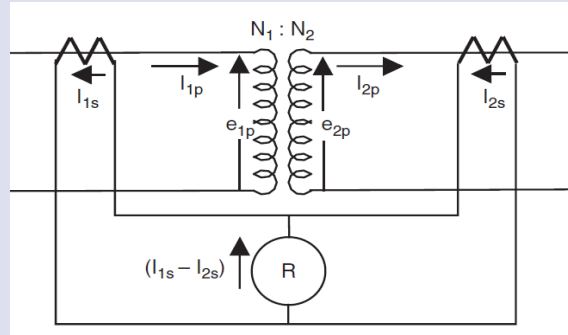 N₁ : N₂
I₁ₛ
I₁ₚ
I₂ₚ
I₂ₛ
e₁ₚ
e₂ₚ
(I₁ₛ – I₂ₛ)
R